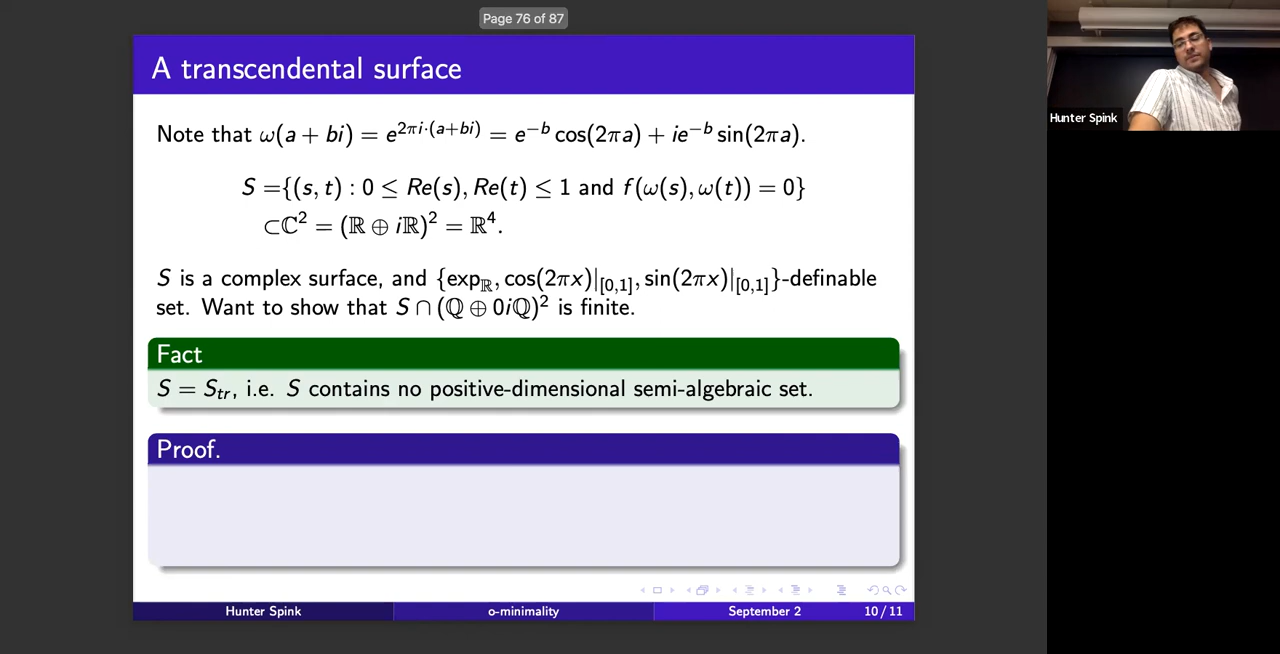 Page 76 of 87
A transcendental surface
Note that ω(a + bi) = e^{2πi·(a+bi)} = e^{−b} cos(2πa) + ie^{−b} sin(2πa).
S ={(s, t) : 0 ≤ Re(s), Re(t) ≤ 1 and f(ω(s), ω(t)) = 0}
⊂ℂ² = (ℝ ⊕ iℝ)² = ℝ⁴.
S is a complex surface, and {exp_ℝ, cos(2πx)|_{[0,1]}, sin(2πx)|_{[0,1]}}-definable
set. Want to show that S ∩ (ℚ ⊕ 0iℚ)² is finite.
Fact
S = S_{tr}, i.e. S contains no positive-dimensional semi-algebraic set.
Proof.
Hunter Spink
o-minimality
September 2
10 / 11
Hunter Spink